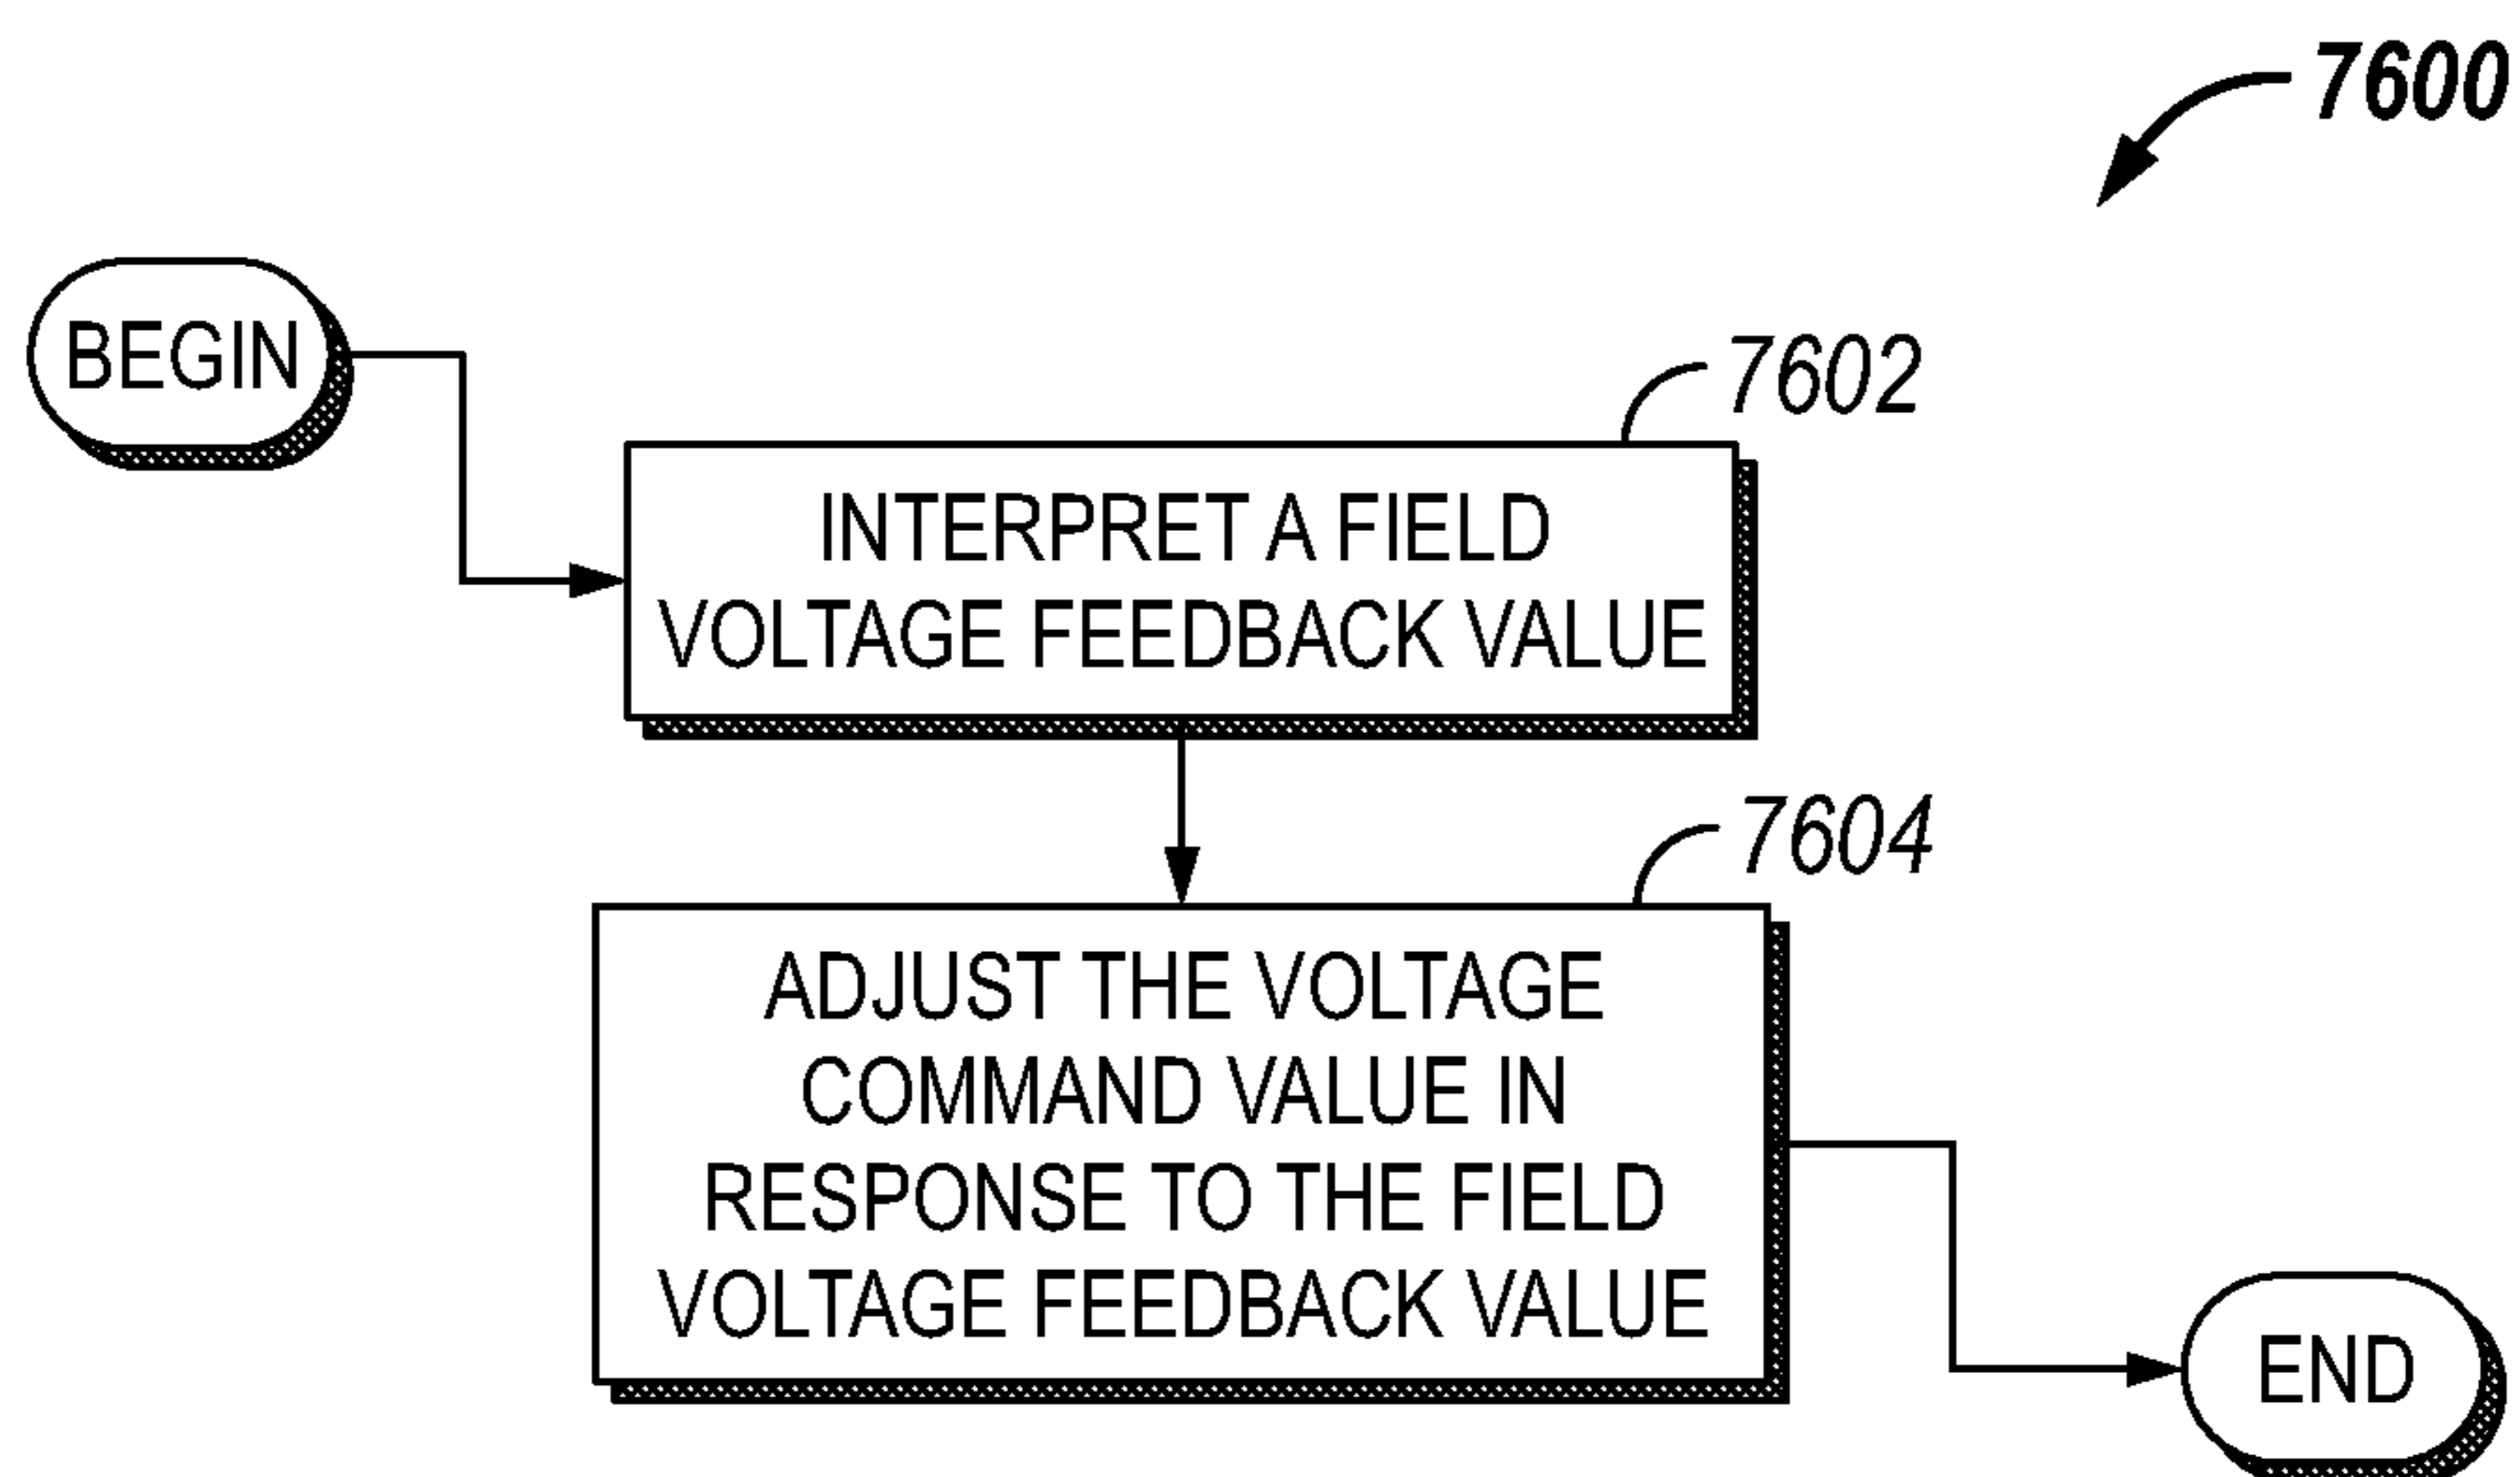 7600
BEGIN
7602
INTERPRET A FIELD
VOLTAGE FEEDBACK VALUE
7604
ADJUST THE VOLTAGE
COMMAND VALUE IN
RESPONSE TO THE FIELD
VOLTAGE FEEDBACK VALUE
END